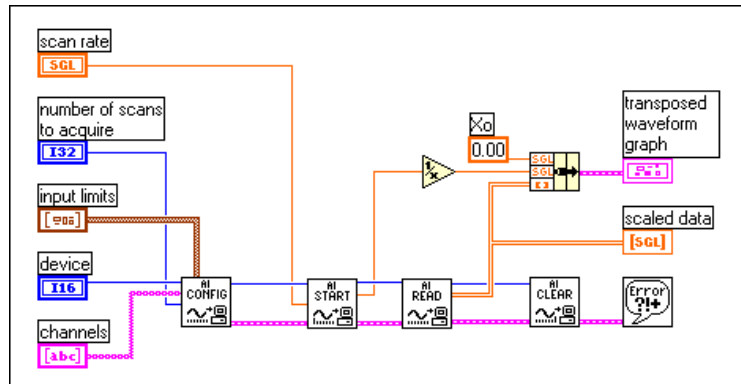 scan rate
SGL
number of scans
to acquire
I32
input limits
device
I16
channels
[abc]
AI
CONFIG
AI
START
AI
READ
AI
CLEAR
Error
?!+
1/x
Xo
0.00
SGL
SGL
[ ]
transposed
waveform
graph
scaled data
[SGL]